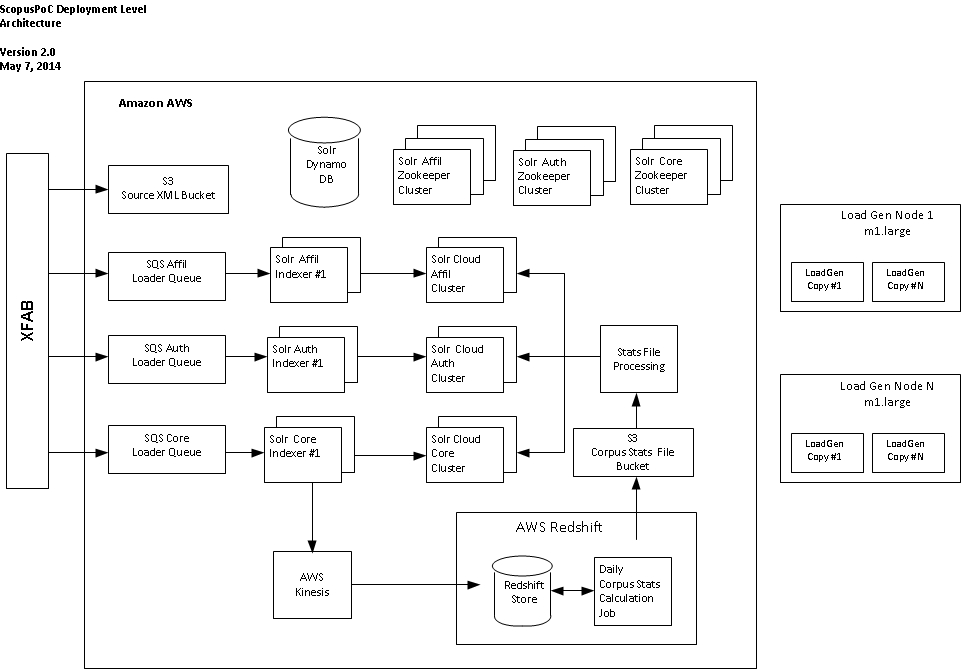 ScopusPoC Deployment Level
Architecture
Version 2.0
May 7, 2014
Amazon AWS
XFAB
S3
Source XML Bucket
Solr
Dynamo
DB
Solr Affil
Zookeeper
Cluster
Solr Auth
Zookeeper
Cluster
Solr Core
Zookeeper
Cluster
Load Gen Node 1
m1.large
LoadGen
Copy #1
LoadGen
Copy #N
SQS Affil
Loader Queue
Solr Affil
Indexer #1
Solr Cloud
Affil
Cluster
SQS Auth
Loader Queue
Solr Auth
Indexer #1
Solr Cloud
Auth
Cluster
Stats File
Processing
Load Gen Node N
m1.large
LoadGen
Copy #1
LoadGen
Copy #N
SQS Core
Loader Queue
Solr Core
Indexer #1
Solr Cloud
Core
Cluster
S3
Corpus Stats File
Bucket
AWS Redshift
AWS
Kinesis
Redshift
Store
Daily
Corpus Stats
Calculation
Job